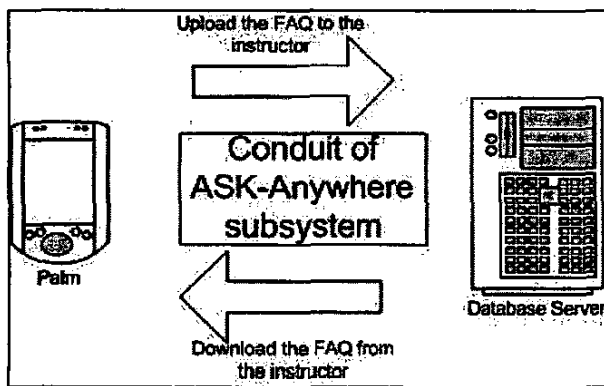 Upload the FAQ to the
instructor
Conduit of
ASK-Anywhere
subsystem
Palm
Database Server
Download the FAQ from
the instructor